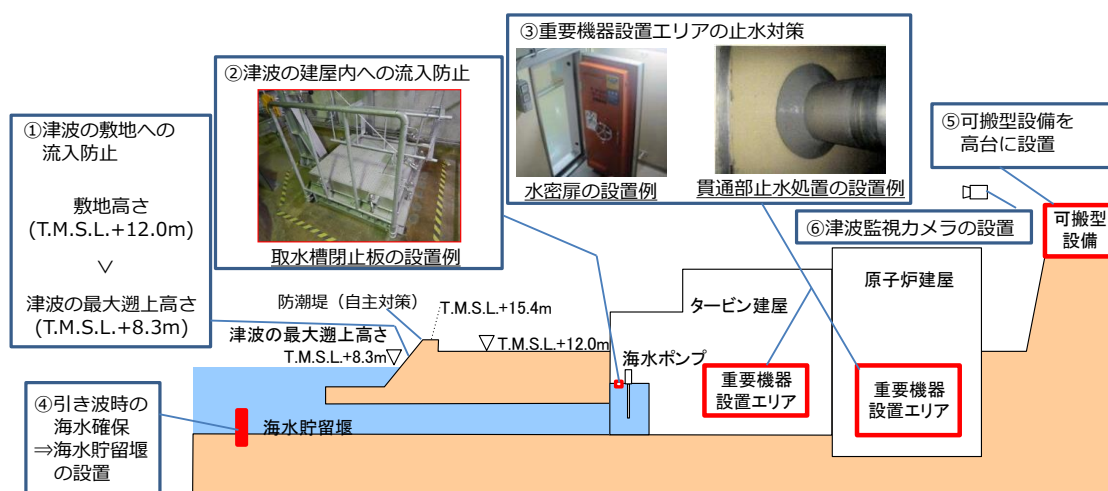 ①津波の敷地への
流入防止
敷地高さ
(T.M.S.L.+12.0m)
∨
津波の最大遡上高さ
(T.M.S.L.+8.3m)
②津波の建屋内への流入防止
取水槽閉止板の設置例
③重要機器設置エリアの止水対策
水密扉の設置例
貫通部止水処置の設置例
⑤可搬型設備を
高台に設置
⑥津波監視カメラの設置
可搬型
設備
原子炉建屋
タービン建屋
防潮堤（自主対策）
T.M.S.L.+15.4m
津波の最大遡上高さ
T.M.S.L.+8.3m▽
▽T.M.S.L.+12.0m
海水ポンプ
重要機器
設置エリア
重要機器
設置エリア
④引き波時の
海水確保
⇒海水貯留堰
の設置
海水貯留堰